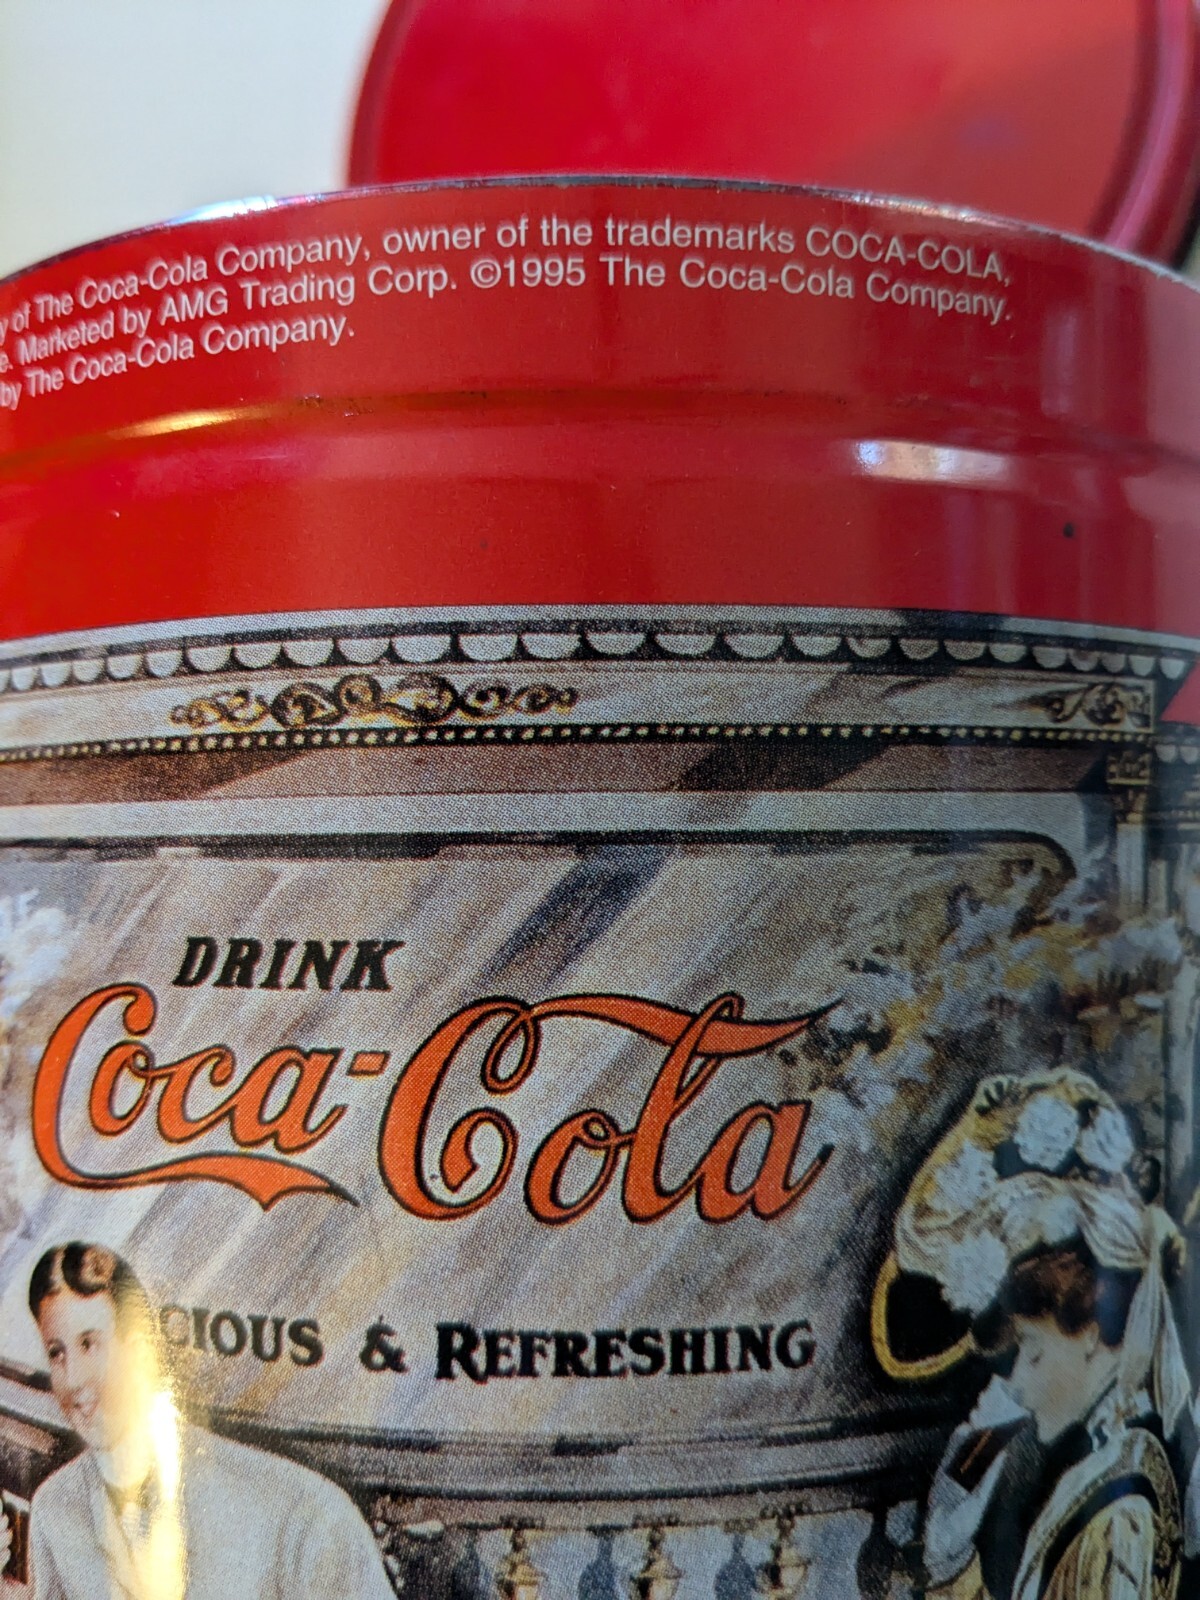 of The Coca-Cola Company, owner of the trademarks COCA-COLA,
Marketed by AMG Trading Corp. ©1995 The Coca-Cola Company.
by The Coca-Cola Company.
DRINK
Coca-Cola
CIOUS & REFRESHING